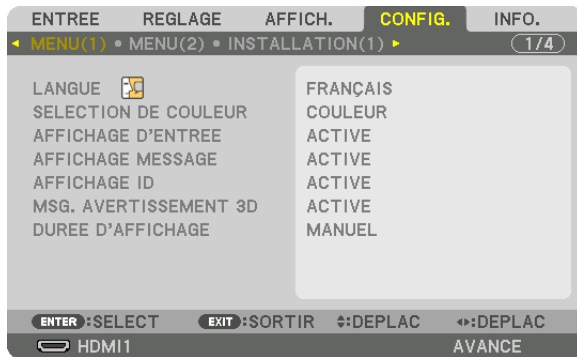 ENTREE REGLAGE AFFICH. CONFIG. INFO.
MENU(1) • MENU(2) • INSTALLATION(1) 1/4
LANGUE FRANÇAIS
SELECTION DE COULEUR COULEUR
AFFICHAGE D'ENTREE ACTIVE
AFFICHAGE MESSAGE ACTIVE
AFFICHAGE ID ACTIVE
MSG. AVERTISSEMENT 3D ACTIVE
DUREE D'AFFICHAGE MANUEL
ENTER :SELECT EXIT :SORTIR :DEPLAC :DEPLAC
HDMI1 AVANCE